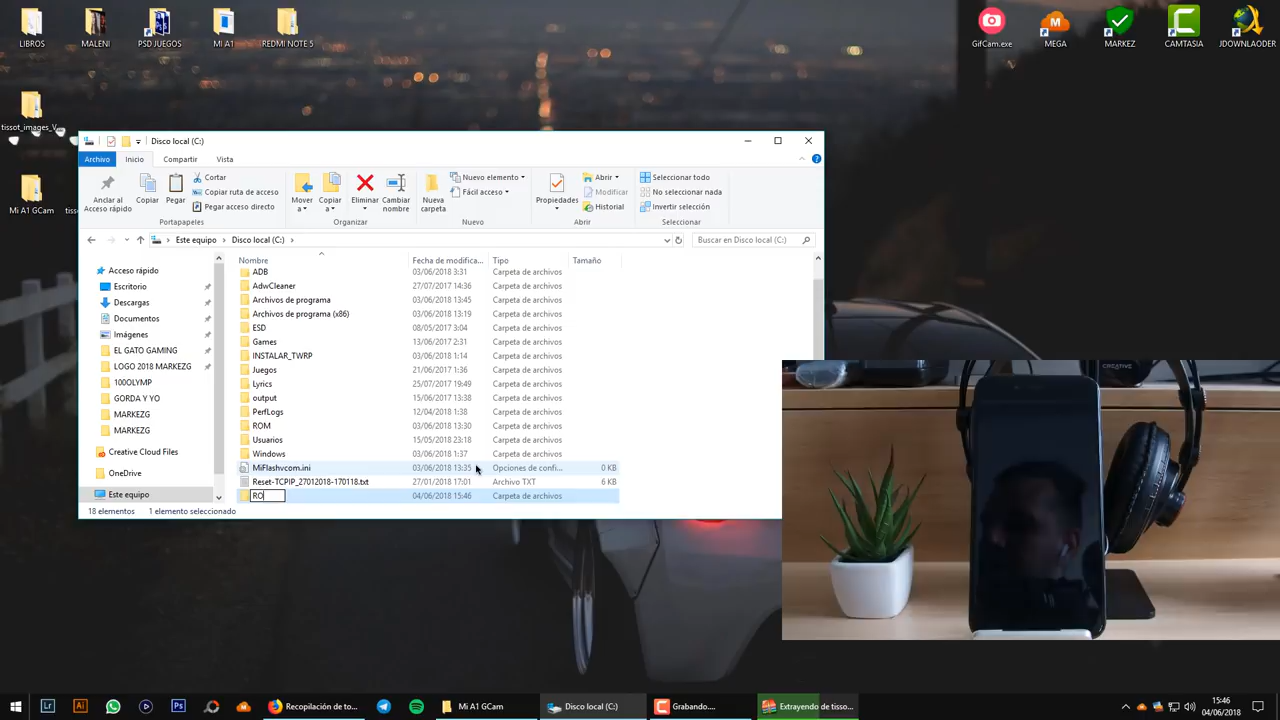 LIBROS
MALENI
PSD JUEGOS
MI A1
REDMI NOTE 5
GifCam.exe
MEGA
MARKEZ
CAMTASIA
JDOWNLAODER
tissot_images_V...
Mi A1 GCam
Disco local (C:)
Archivo
Inicio
Compartir
Vista
Anclar al
Acceso rápido
Copiar
Pegar
Cortar
Copiar ruta de acceso
Pegar acceso directo
Portapapeles
Mover
a
Copiar
a
Eliminar
Cambiar
nombre
Organizar
Nueva
carpeta
Nuevo elemento
Fácil acceso
Nuevo
Propiedades
Abrir
Modificar
Historial
Abrir
Seleccionar todo
No seleccionar nada
Invertir selección
Seleccionar
Este equipo > Disco local (C:) >
Buscar en Disco local (C:)
Nombre Fecha de modifica... Tipo Tamaño
Acceso rápido
Escritorio
Descargas
Documentos
Imágenes
EL GATO GAMING
LOGO 2018 MARKEZG
100OLYMP
GORDA Y YO
MARKEZG
MARKEZG
Creative Cloud Files
OneDrive
Este equipo
ADB 03/06/2018 3:31 Carpeta de archivos
AdwCleaner 27/07/2017 14:36 Carpeta de archivos
Archivos de programa 03/06/2018 13:45 Carpeta de archivos
Archivos de programa (x86) 03/06/2018 13:19 Carpeta de archivos
ESD 08/05/2017 3:04 Carpeta de archivos
Games 13/06/2017 2:31 Carpeta de archivos
INSTALAR_TWRP 03/06/2018 1:14 Carpeta de archivos
Juegos 21/06/2017 1:36 Carpeta de archivos
Lyrics 25/07/2017 19:49 Carpeta de archivos
output 15/06/2017 13:38 Carpeta de archivos
PerfLogs 12/04/2018 1:38 Carpeta de archivos
ROM 03/06/2018 13:30 Carpeta de archivos
Usuarios 15/05/2018 23:18 Carpeta de archivos
Windows 03/06/2018 1:37 Carpeta de archivos
MiFlashvcom.ini 03/06/2018 13:35 Opciones de confi... 0 KB
Reset-TCPIP_27012018-170118.txt 27/01/2018 17:01 Archivo TXT 6 KB
RO 04/06/2018 15:46 Carpeta de archivos
18 elementos 1 elemento seleccionado
CREATIVE
Lr
Ai
Ps
Recopilación de to...
Mi A1 GCam
Disco local (C:)
Grabando....
Extrayendo de tisso...
15:46
04/06/2018